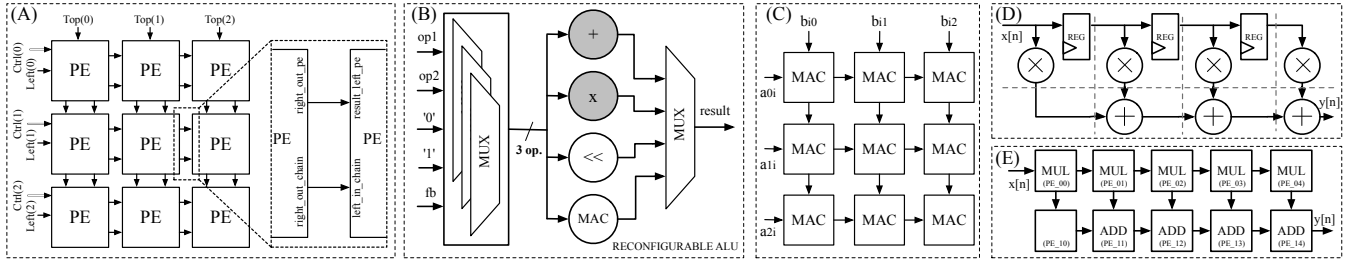 (A)
Top(0) Top(1) Top(2)
Ctrl(0)
Left(0)
PE PE PE
Ctrl(1)
Left(1)
PE PE PE
Ctrl(2)
Left(2)
PE PE PE
right_out_pe
result_left_pe
PE PE
right_out_chain
left_in_chain
(B)
op1
op2
'0'
'1'
fb
MUX
3 op.
+
x
<<
MAC
MUX
result
RECONFIGURABLE ALU
(C)
bi0 bi1 bi2
a0i MAC MAC MAC
a1i MAC MAC MAC
a2i MAC MAC MAC
(D)
x[n]
REG REG REG
× × × ×
+ + +
y[n]
(E)
x[n]
MUL MUL MUL MUL MUL
(PE_00) (PE_01) (PE_02) (PE_03) (PE_04)
y[n]
ADD ADD ADD ADD
(PE_10) (PE_11) (PE_12) (PE_13) (PE_14)